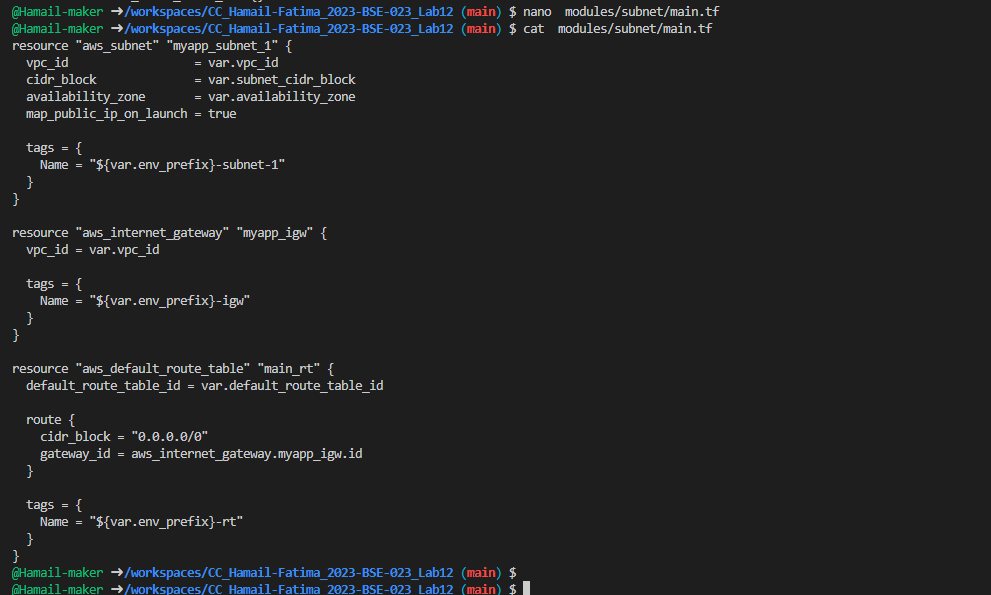 @Hamail-maker ➜/workspaces/CC_Hamail-Fatima_2023-BSE-023_Lab12 (main) $ nano  modules/subnet/main.tf
@Hamail-maker ➜/workspaces/CC_Hamail-Fatima_2023-BSE-023_Lab12 (main) $ cat  modules/subnet/main.tf
resource "aws_subnet" "myapp_subnet_1" {
  vpc_id                  = var.vpc_id
  cidr_block              = var.subnet_cidr_block
  availability_zone       = var.availability_zone
  map_public_ip_on_launch = true

  tags = {
    Name = "${var.env_prefix}-subnet-1"
  }
}

resource "aws_internet_gateway" "myapp_igw" {
  vpc_id = var.vpc_id

  tags = {
    Name = "${var.env_prefix}-igw"
  }
}

resource "aws_default_route_table" "main_rt" {
  default_route_table_id = var.default_route_table_id

  route {
    cidr_block = "0.0.0.0/0"
    gateway_id = aws_internet_gateway.myapp_igw.id
  }

  tags = {
    Name = "${var.env_prefix}-rt"
  }
}
@Hamail-maker ➜/workspaces/CC_Hamail-Fatima_2023-BSE-023_Lab12 (main) $
@Hamail-maker ➜/workspaces/CC_Hamail-Fatima_2023-BSE-023_Lab12 (main) $